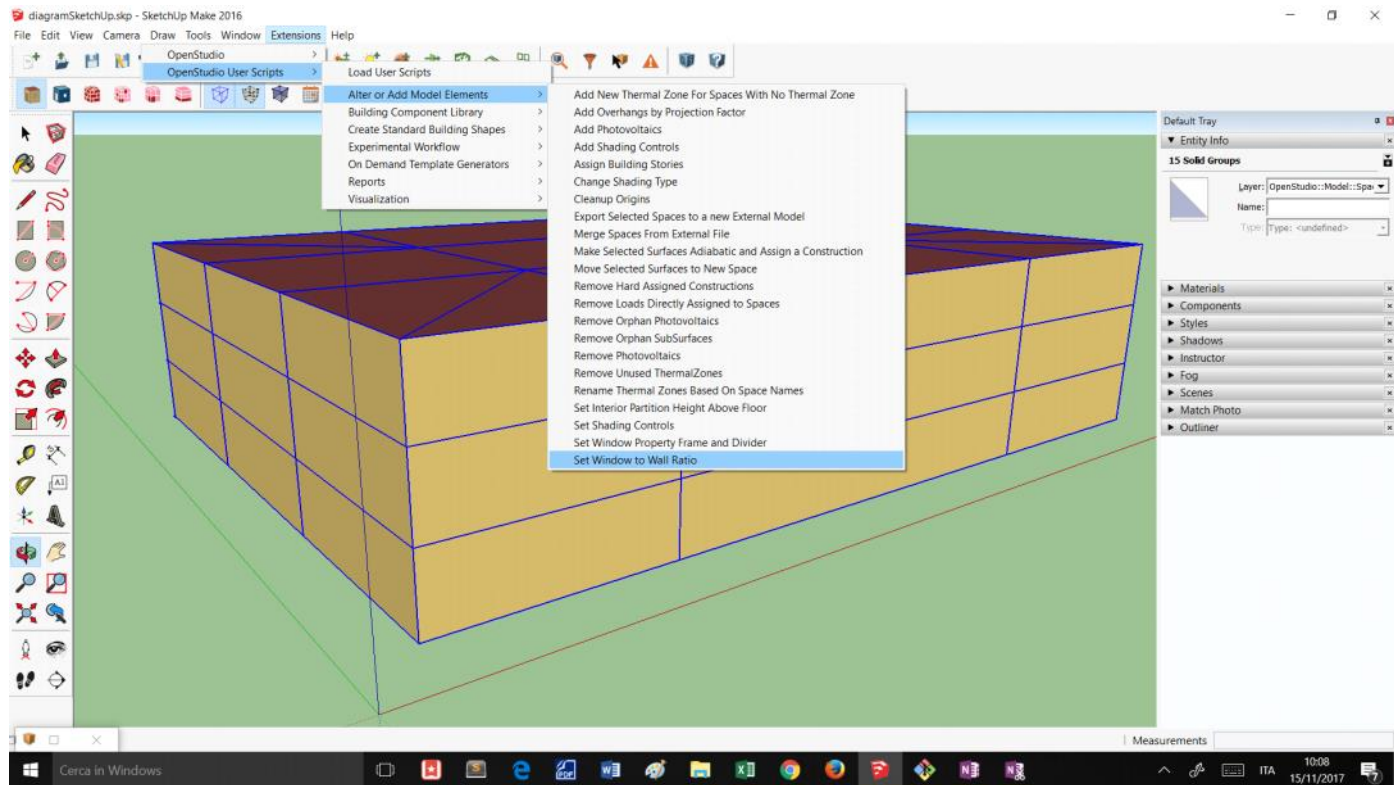 diagramSketchUp.skp - SketchUp Make 2016
File Edit View Camera Draw Tools Window Extensions Help
OpenStudio
OpenStudio User Scripts
Load User Scripts
Alter or Add Model Elements
Building Component Library
Create Standard Building Shapes
Experimental Workflow
On Demand Template Generators
Reports
Visualization
Add New Thermal Zone For Spaces With No Thermal Zone
Add Overhangs by Projection Factor
Add Photovoltaics
Add Shading Controls
Assign Building Stories
Change Shading Type
Cleanup Origins
Export Selected Spaces to a new External Model
Merge Spaces From External File
Make Selected Surfaces Adiabatic and Assign a Construction
Move Selected Surfaces to New Space
Remove Hard Assigned Constructions
Remove Loads Directly Assigned to Spaces
Remove Orphan Photovoltaics
Remove Orphan SubSurfaces
Remove Photovoltaics
Remove Unused ThermalZones
Rename Thermal Zones Based On Space Names
Set Interior Partition Height Above Floor
Set Shading Controls
Set Window Property Frame and Divider
Set Window to Wall Ratio
Default Tray
Entity Info
15 Solid Groups
Layer: OpenStudio::Model::Spa
Name:
Type: Type: <undefined>
Materials
Components
Styles
Shadows
Instructor
Fog
Scenes
Match Photo
Outliner
Measurements
Cerca in Windows
ITA
10:08
15/11/2017